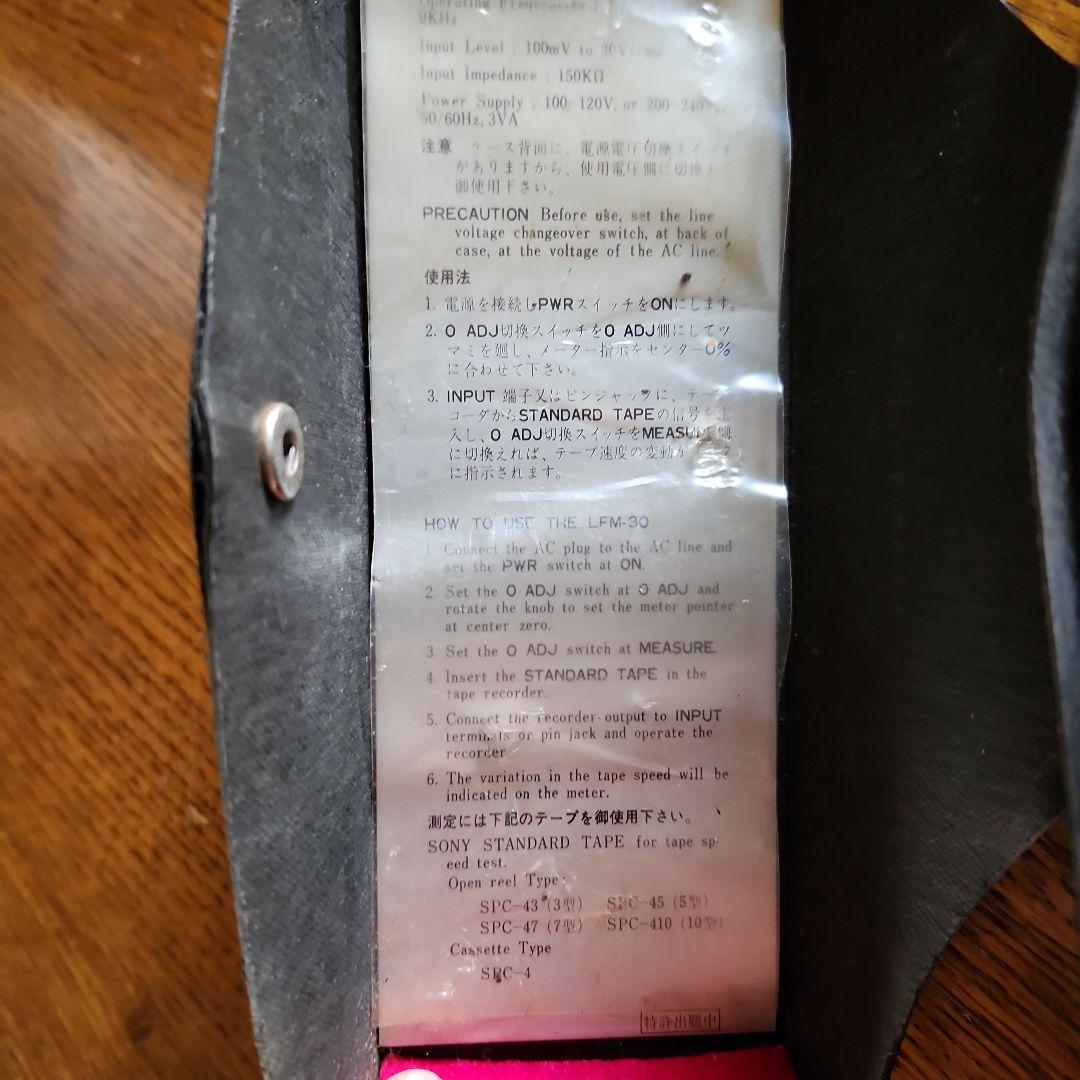 Operating Frequencies :
9KHz
Input Level : 100mV to 30V
Input Impedance : 150KΩ
Power Supply : 100-120V, or 200-240V,
50/60Hz, 3VA
注意 ケース背面に、電源電圧切換スイッチ
がありますから、使用電圧側に切換えて
御使用下さい。
PRECAUTION Before use, set the line
voltage changeover switch, at back of
case, at the voltage of the AC line.
使用法
1. 電源を接続しPWRスイッチをONにします。
2. O ADJ切換スイッチをO ADJ側にしてツ
マミを廻し、メーター指示をセンター0%
に合わせて下さい。
3. INPUT 端子又はピンジャックに、テー
コーダからSTANDARD TAPEの信号を注
入し、O ADJ切換スイッチをMEASURE側
に切換えれば、テープ速度の変動が
に指示されます。
HOW TO USE THE LFM-30
1. Connect the AC plug to the AC line and
set the PWR switch at ON.
2. Set the O ADJ switch at O ADJ and
rotate the knob to set the meter pointer
at center zero.
3. Set the O ADJ switch at MEASURE.
4. Insert the STANDARD TAPE in the
tape recorder.
5. Connect the recorder output to INPUT
terminals or pin jack and operate the
recorder
6. The variation in the tape speed will be
indicated on the meter.
測定には下記のテープを御使用下さい。
SONY STANDARD TAPE for tape sp-
eed test.
Open reel Type:
SPC-43 (3型) SPC-45 (5型)
SPC-47 (7型) SPC-410 (10型)
Cassette Type
SPC-4
特許出願中